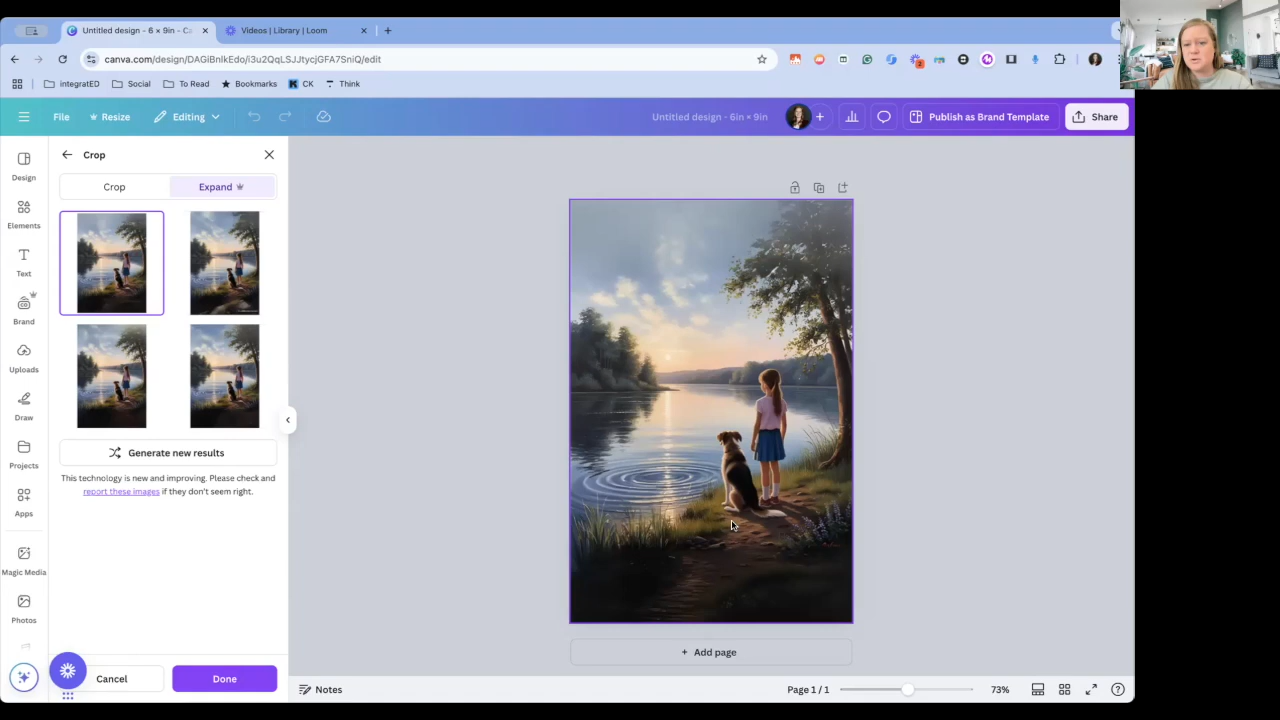 Untitled design - 6 × 9in - Ca
Videos | Library | Loom
canva.com/design/DAGiBnIkEdo/i3u2QqLSJJtycjGFA7SniQ/edit
2
integratED
Social
To Read
Bookmarks
K CK
Think
File
Resize
Editing
Untitled design - 6in × 9in
Publish as Brand Template
Share
Design
Elements
Text
Brand
Uploads
Draw
Projects
Apps
Magic Media
Photos
Crop
Crop
Expand
Generate new results
This technology is new and improving. Please check and
report these images if they don't seem right.
Cancel
Done
+ Add page
Notes
Page 1 / 1
73%